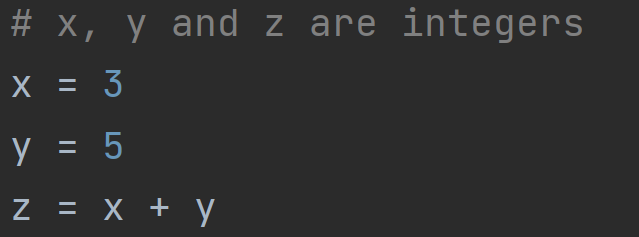 # x, y and z are integers
x = 3
y = 5
z = x + y